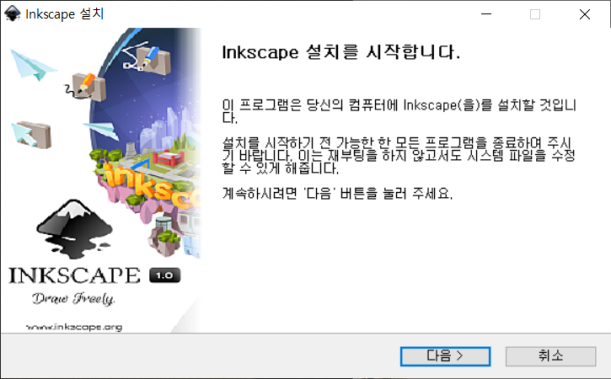 Inkscape 설치
Inkscape 설치를 시작합니다.
이 프로그램은 당신의 컴퓨터에 Inkscape(을)를 설치할 것입니
다.
설치를 시작하기 전 가능한 한 모든 프로그램을 종료하여 주시
기 바랍니다. 이는 재부팅을 하지 않고서도 시스템 파일을 수정
할 수 있게 해줍니다.
계속하시려면 '다음' 버튼을 눌러 주세요.
inksc
INKSCAPE 1.0
Draw Freely.
www.inkscape.org
다음 >
취소